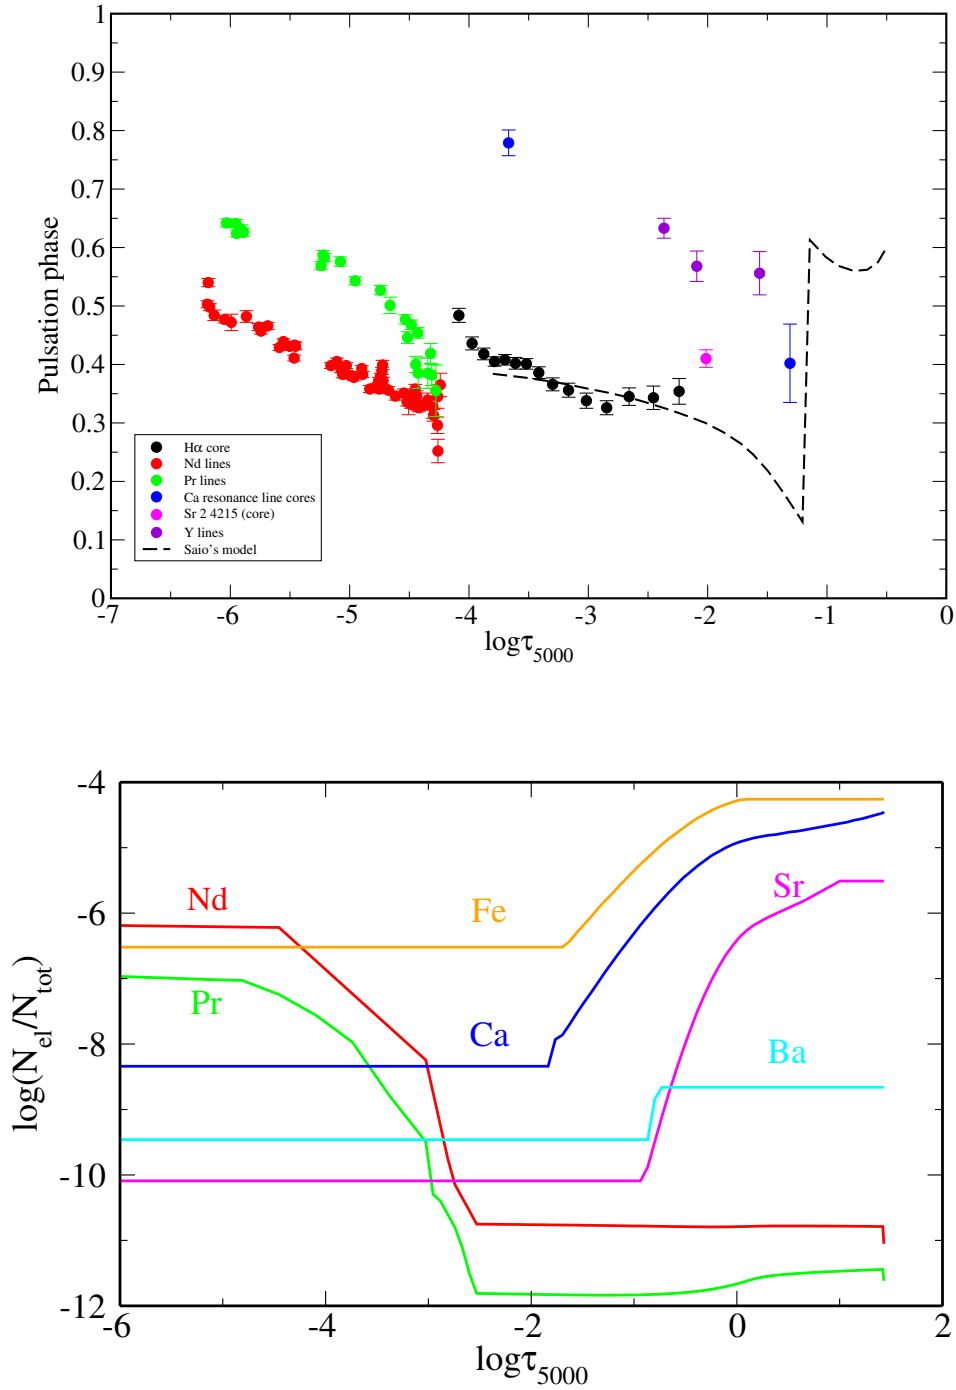 1
0.9
0.8
0.7
0.6
0.5
0.4
0.3
0.2
0.1
0
Pulsation phase
Hα core
Nd lines
Pr lines
Ca resonance line cores
Sr 2 4215 (core)
Y lines
Saio's model
-7 -6 -5 -4 -3 -2 -1 0
logτ5000
-4
-6
-8
-10
-12
log(N_el/N_tot)
Nd
Fe
Sr
Pr
Ca
Ba
-6 -4 -2 0 2
logτ5000